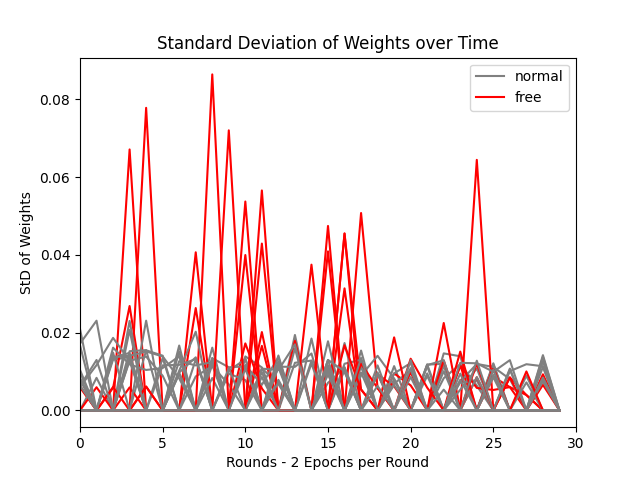 Standard Deviation of Weights over Time
normal
free
StD of Weights
0.08
0.06
0.04
0.02
0.00
0 5 10 15 20 25 30
Rounds - 2 Epochs per Round